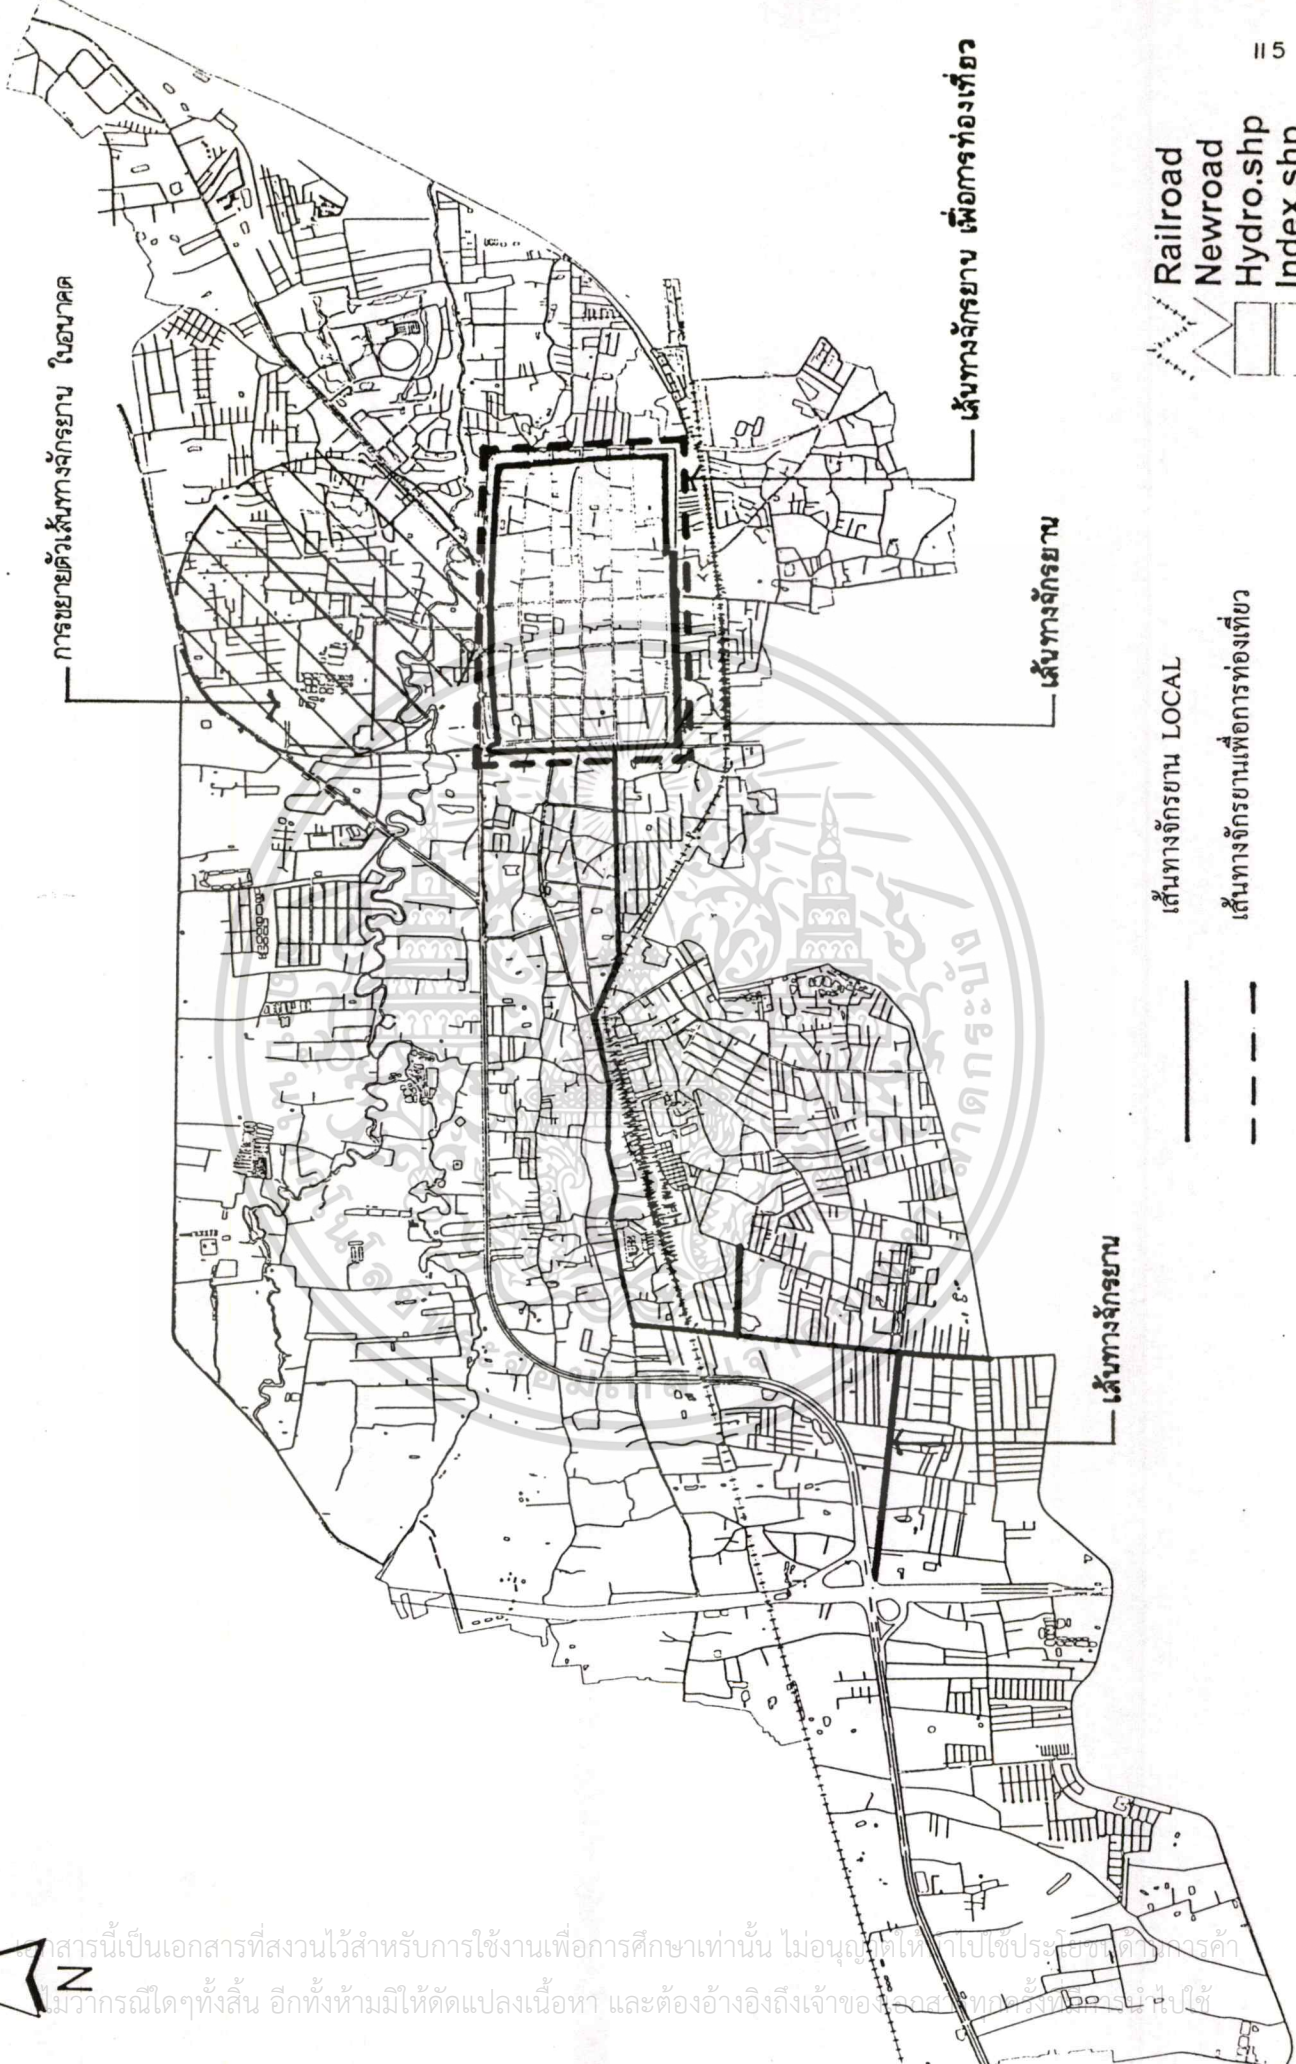 115
การขยายตัวเส้นทางจักรยาน ในอนาคต
เส้นทางจักรยาน เพื่อการท่องเที่ยว
เส้นทางจักรยาน
เส้นทางจักรยาน
เส้นทางจักรยาน LOCAL
เส้นทางจักรยานเพื่อการท่องเที่ยว
Railroad
Newroad
Hydro.shp
Index.shp
N
เอกสารนี้เป็นเอกสารที่สงวนไว้สำหรับการใช้งานเพื่อการศึกษาเท่านั้น ไม่อนุญาตให้นำไปใช้ประโยชน์ด้านการค้า
ไม่ว่ากรณีใดๆทั้งสิ้น อีกทั้งห้ามมิให้ดัดแปลงเนื้อหา และต้องอ้างอิงถึงเจ้าของเอกสารทุกครั้งที่มีการนำไปใช้